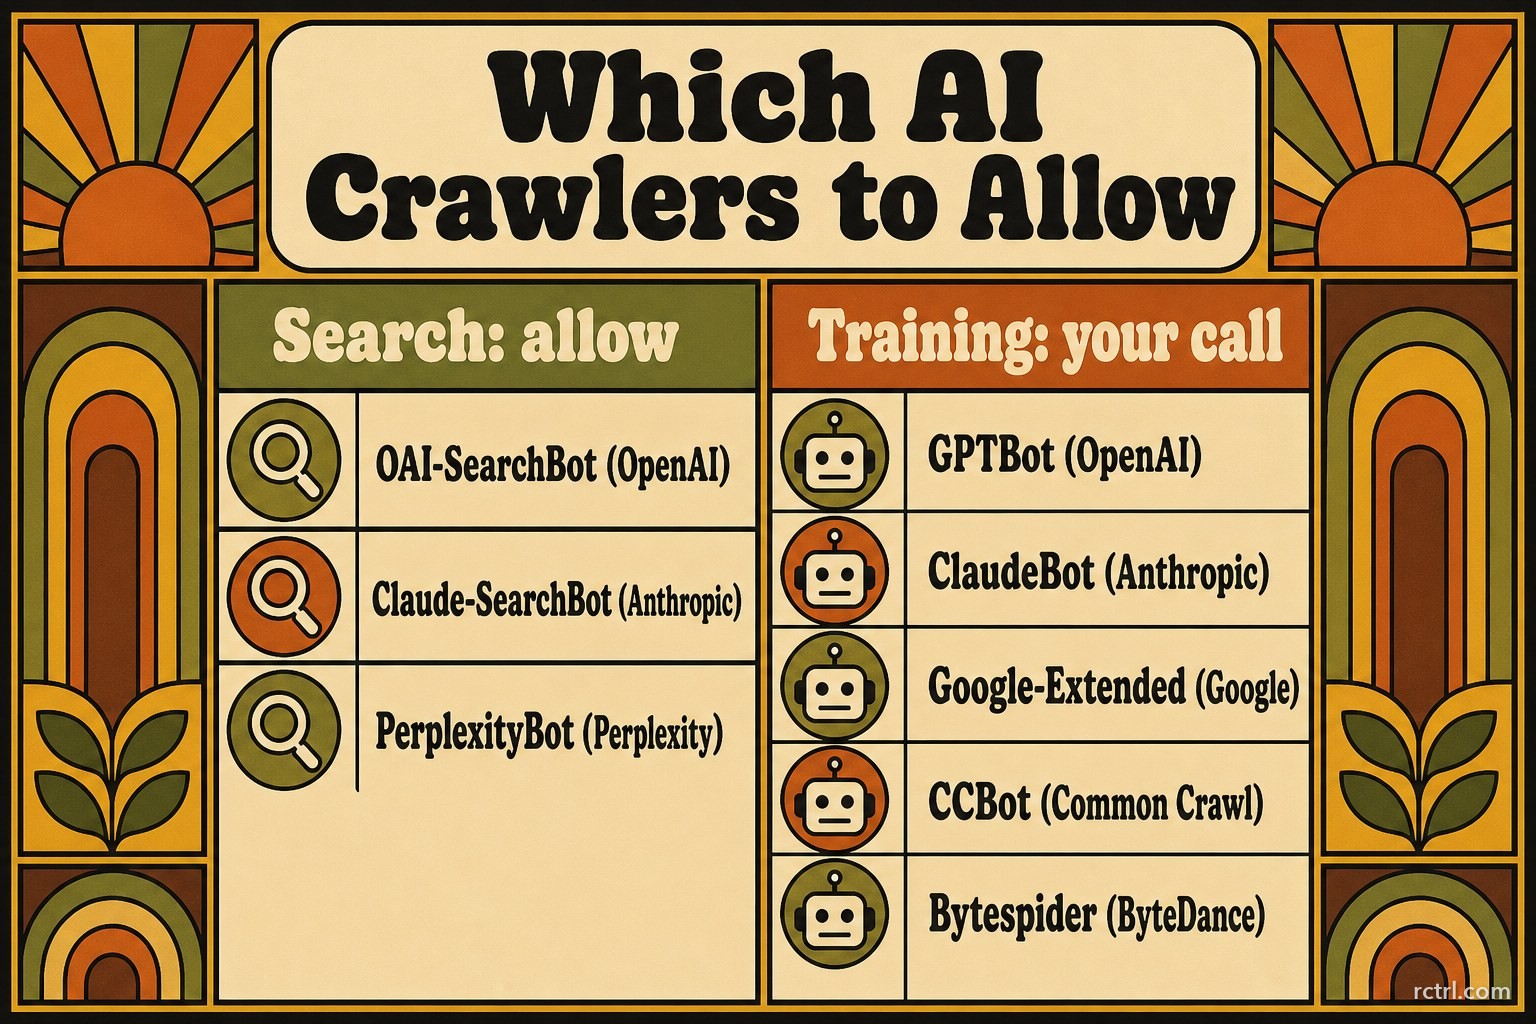 Which AI
Crawlers to Allow
Search: allow
OAI-SearchBot (OpenAI)
Claude-SearchBot (Anthropic)
PerplexityBot (Perplexity)
Training: your call
GPTBot (OpenAI)
ClaudeBot (Anthropic)
Google-Extended (Google)
CCBot (Common Crawl)
Bytespider (ByteDance)
rctrl.com